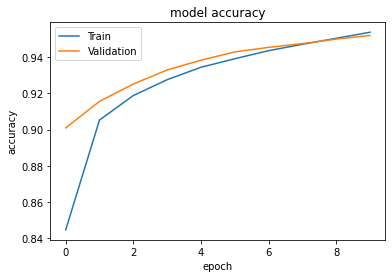 model accuracy
Train
Validation
accuracy
0.94
0.92
0.90
0.88
0.86
0.84
0
2
4
6
8
epoch